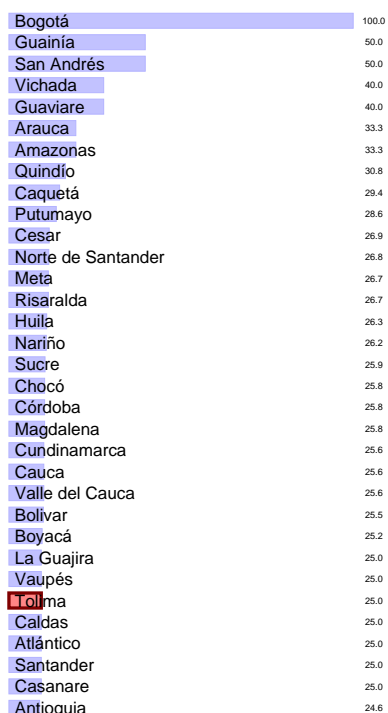 Bogotá 100.0
Guainía 50.0
San Andrés 50.0
Vichada 40.0
Guaviare 40.0
Arauca 33.3
Amazonas 33.3
Quindío 30.8
Caquetá 29.4
Putumayo 28.6
Cesar 26.9
Norte de Santander 26.8
Meta 26.7
Risaralda 26.7
Huila 26.3
Nariño 26.2
Sucre 25.9
Chocó 25.8
Córdoba 25.8
Magdalena 25.8
Cundinamarca 25.6
Cauca 25.6
Valle del Cauca 25.6
Bolivar 25.5
Boyacá 25.2
La Guajira 25.0
Vaupés 25.0
Tolima 25.0
Caldas 25.0
Atlántico 25.0
Santander 25.0
Casanare 25.0
Antioquia 24.6